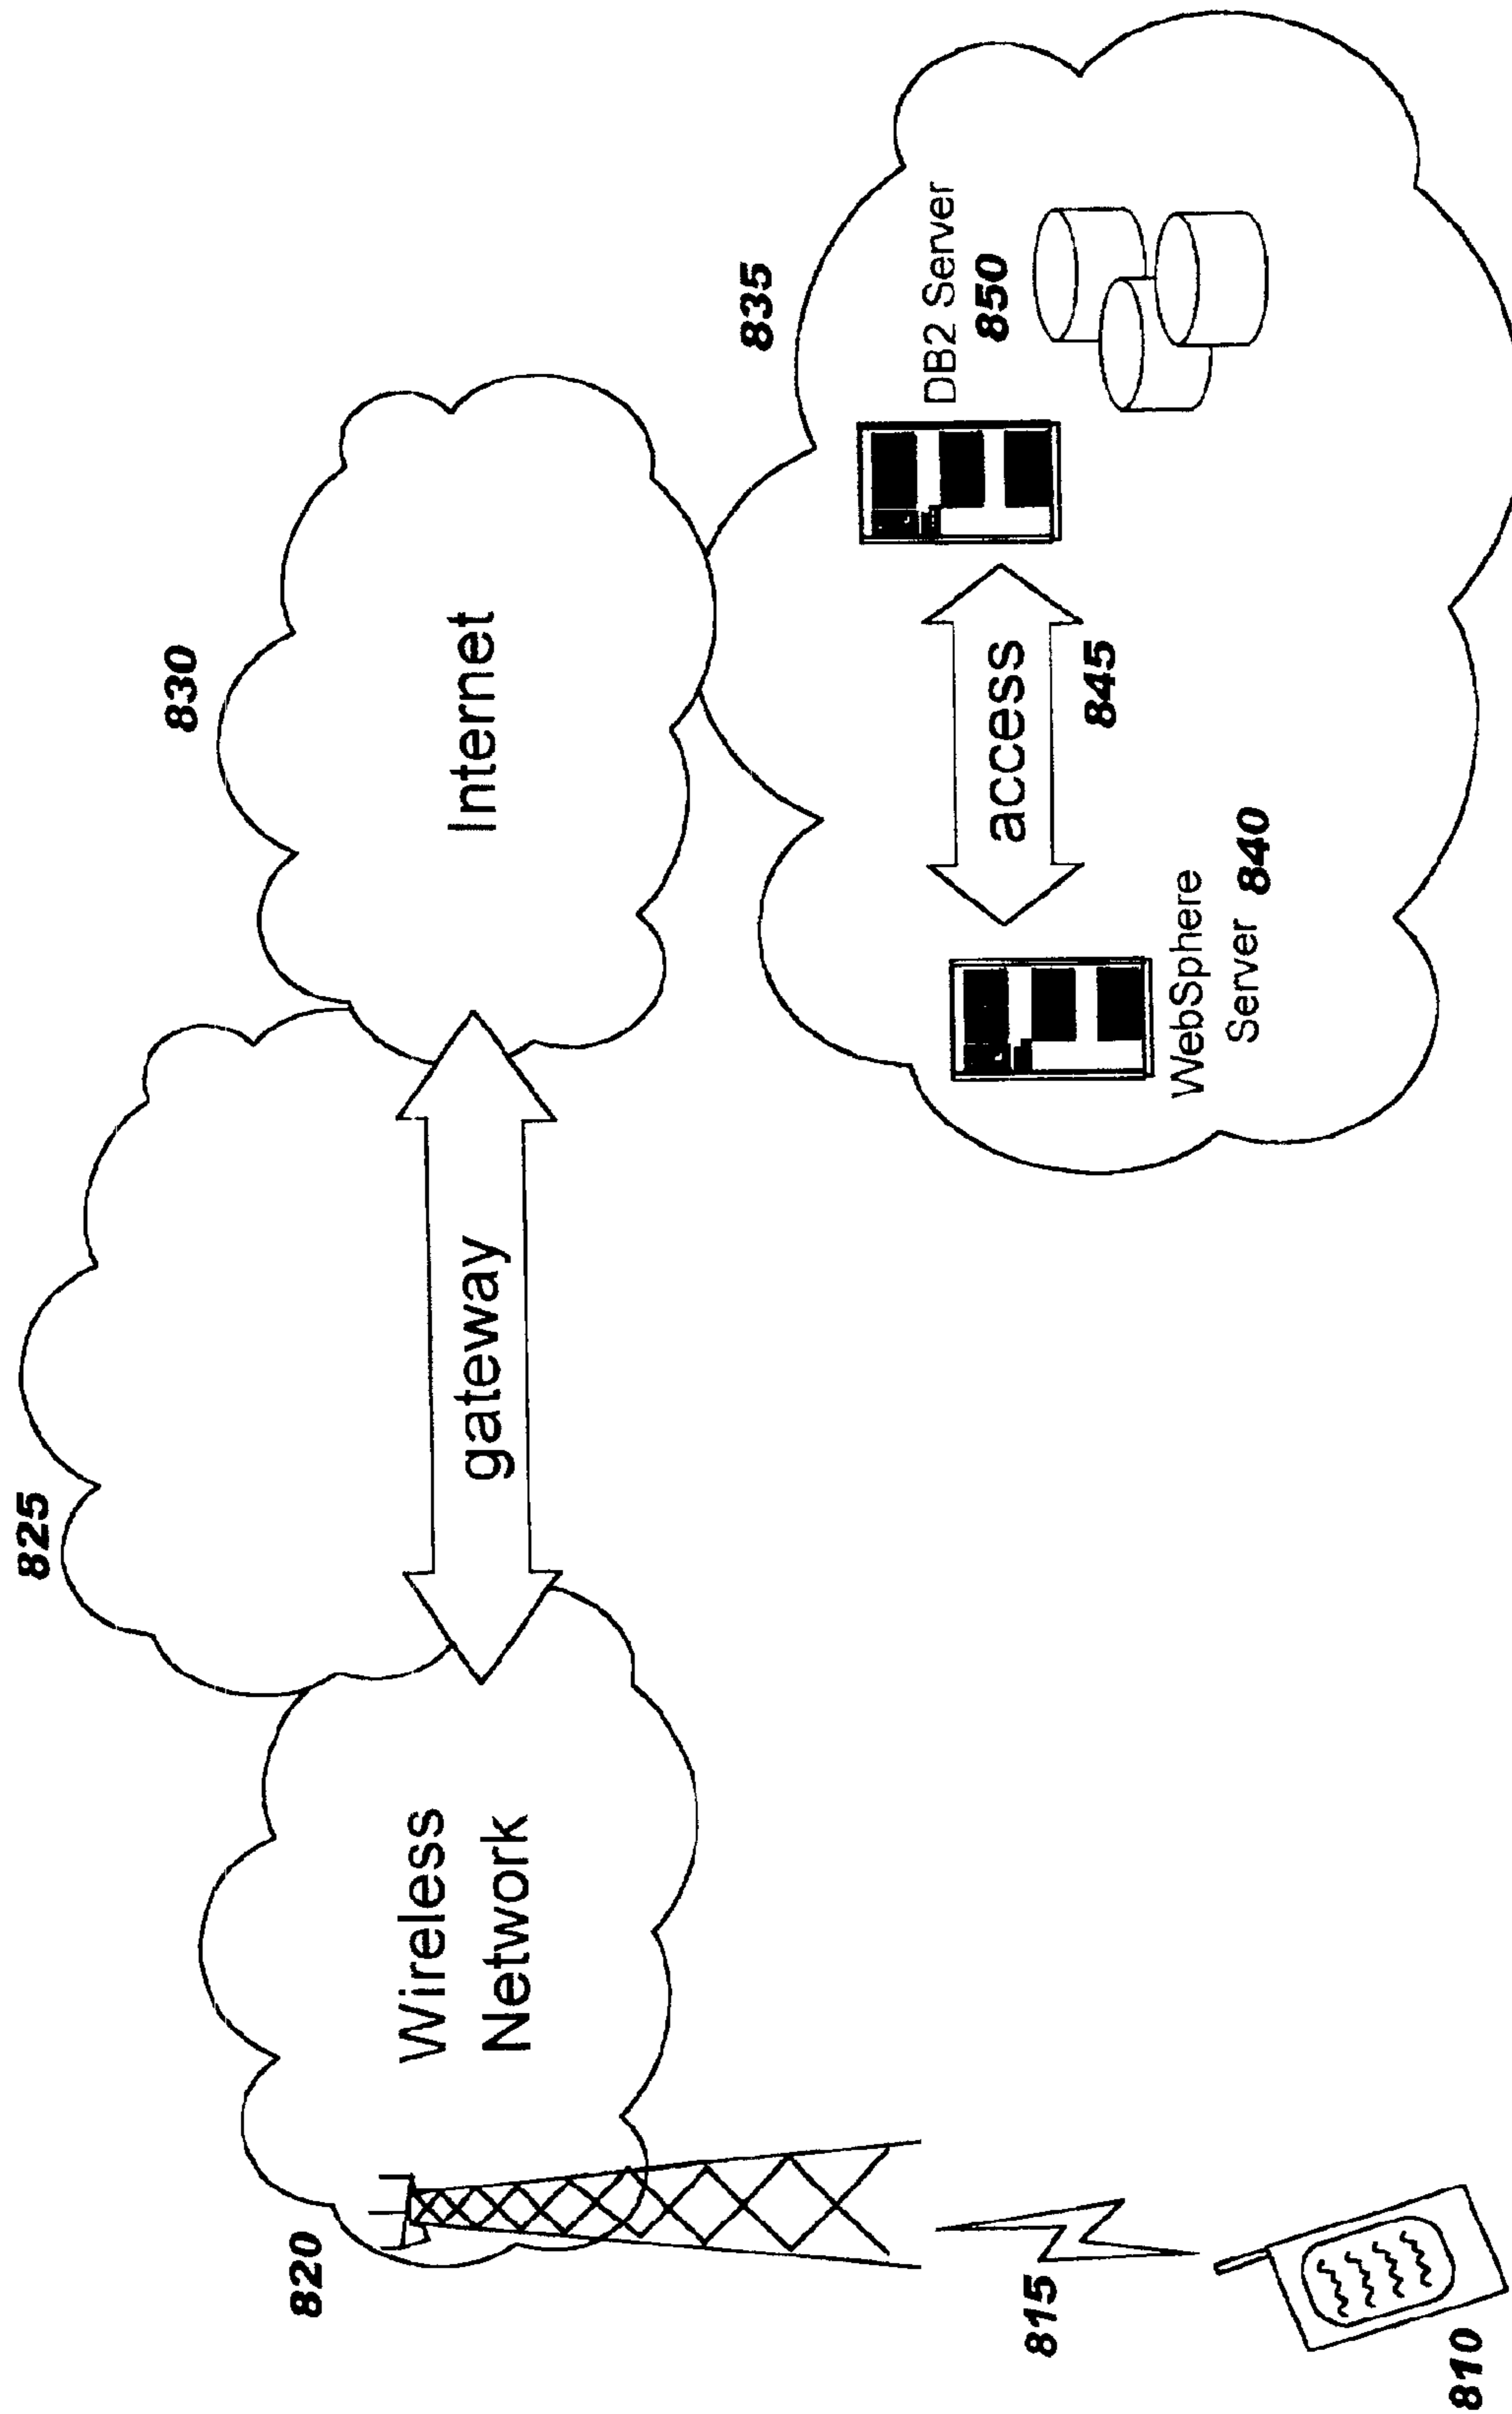 825
830
820
Wireless
Network
gateway
Internet
835
DB2 Server
850
access
845
WebSphere
Server 840
815
810